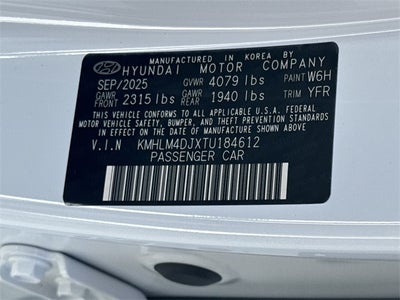 MANUFACTURED IN KOREA BY
HYUNDAI MOTOR COMPANY
SEP/2025 GVWR 4079 lbs PAINT W6H
GAWR FRONT 2315 lbs GAWR REAR 1940 lbs TRIM YFR
THIS VEHICLE CONFORMS TO ALL APPLICABLE U.S.A. FEDERAL
MOTOR VEHICLE SAFETY, BUMPER, AND THEFT PREVENTION STANDARDS
IN EFFECT ON THE DATE OF MANUFACTURE SHOWN ABOVE.
V.I.N KMHLM4DJXTU184612
PASSENGER CAR